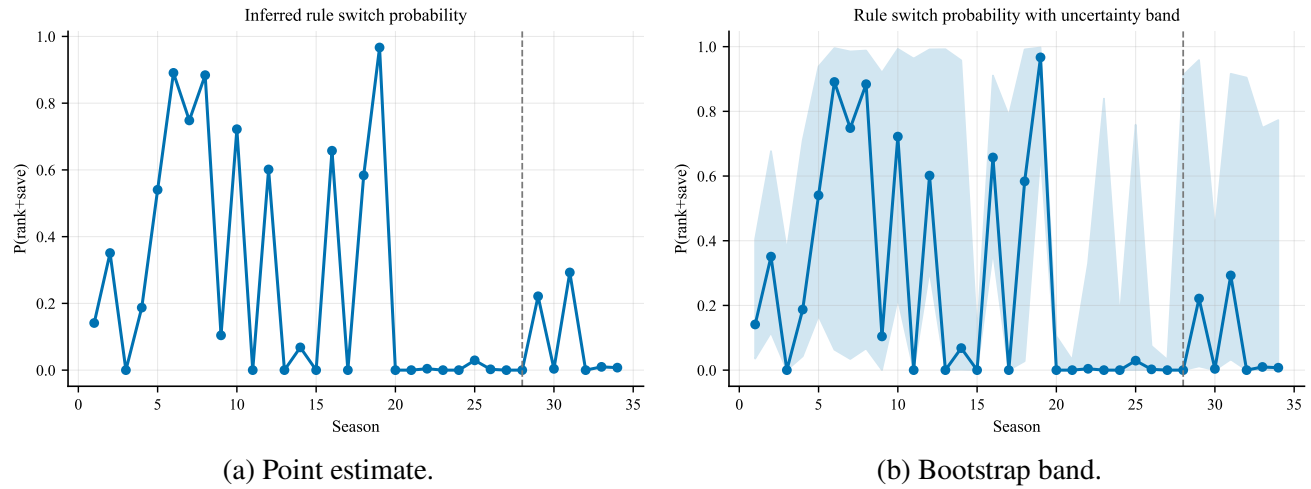 Inferred rule switch probability
1.0
0.8
0.6
0.4
0.2
0.0
P(rank+save)
0 5 10 15 20 25 30 35
Season
(a) Point estimate.
Rule switch probability with uncertainty band
1.0
0.8
0.6
0.4
0.2
0.0
P(rank+save)
0 5 10 15 20 25 30 35
Season
(b) Bootstrap band.